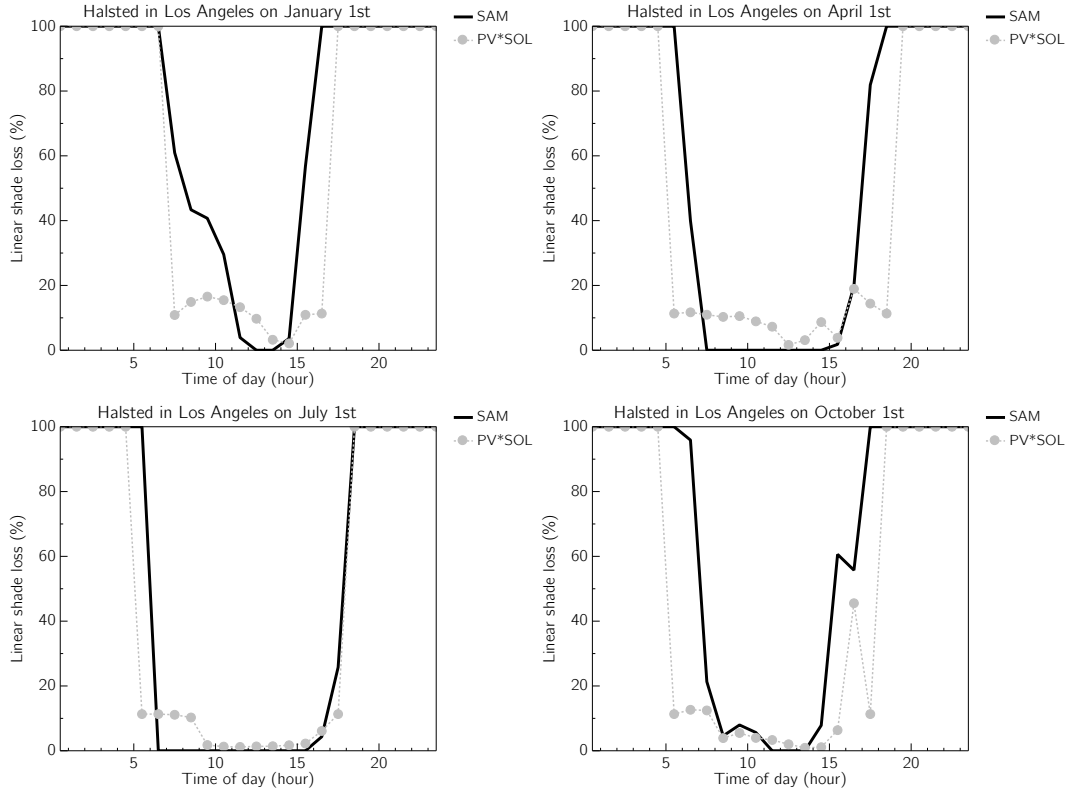 Halsted in Los Angeles on January 1st
SAM
PV*SOL
Linear shade loss (%)
100
80
60
40
20
0
5 10 15 20
Time of day (hour)
Halsted in Los Angeles on April 1st
SAM
PV*SOL
Linear shade loss (%)
100
80
60
40
20
0
5 10 15 20
Time of day (hour)
Halsted in Los Angeles on July 1st
SAM
PV*SOL
Linear shade loss (%)
100
80
60
40
20
0
5 10 15 20
Time of day (hour)
Halsted in Los Angeles on October 1st
SAM
PV*SOL
Linear shade loss (%)
100
80
60
40
20
0
5 10 15 20
Time of day (hour)